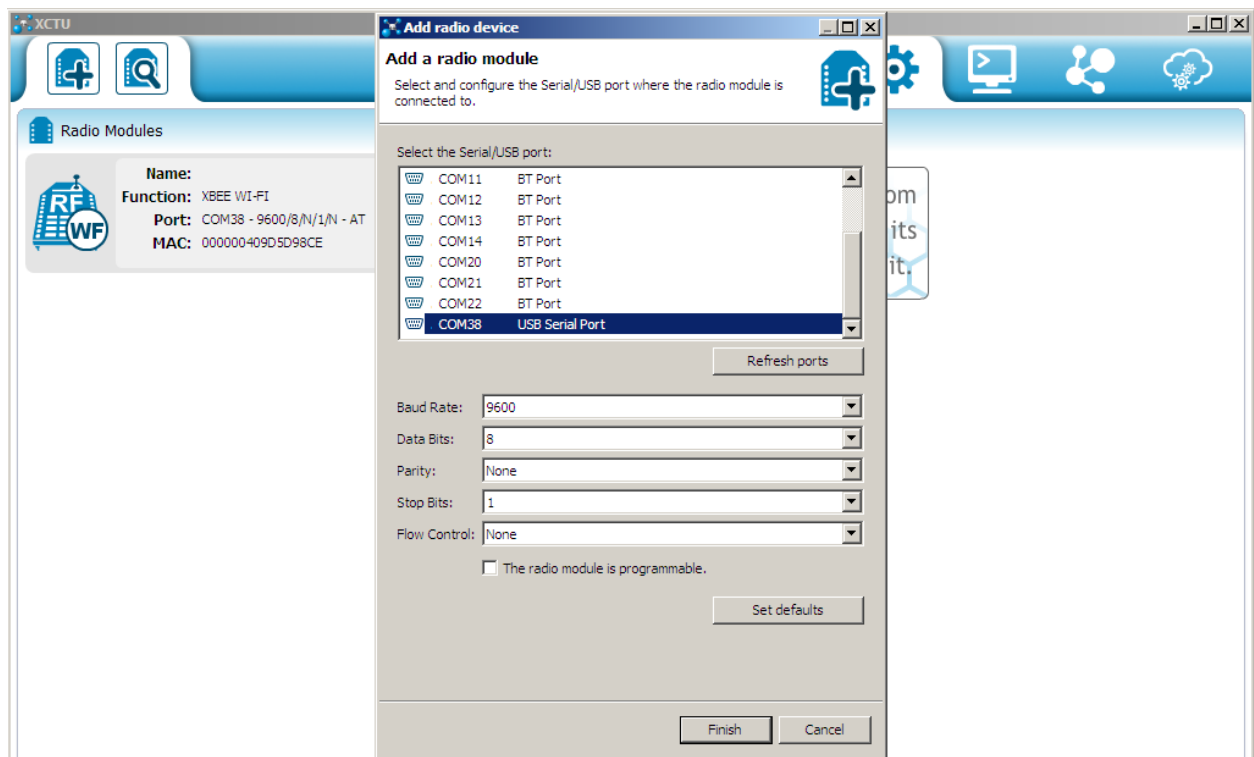 XCTU
Add radio device
Add a radio module
Select and configure the Serial/USB port where the radio module is
connected to.
Radio Modules
Name:
Function: XBEE WI-FI
Port: COM38 - 9600/8/N/1/N - AT
MAC: 000000409D5D98CE
RF
WF
Select the Serial/USB port:
COM11 BT Port
COM12 BT Port
COM13 BT Port
COM14 BT Port
COM20 BT Port
COM21 BT Port
COM22 BT Port
COM38 USB Serial Port
Refresh ports
Baud Rate: 9600
Data Bits: 8
Parity: None
Stop Bits: 1
Flow Control: None
The radio module is programmable.
Set defaults
Finish Cancel
om
its
it.